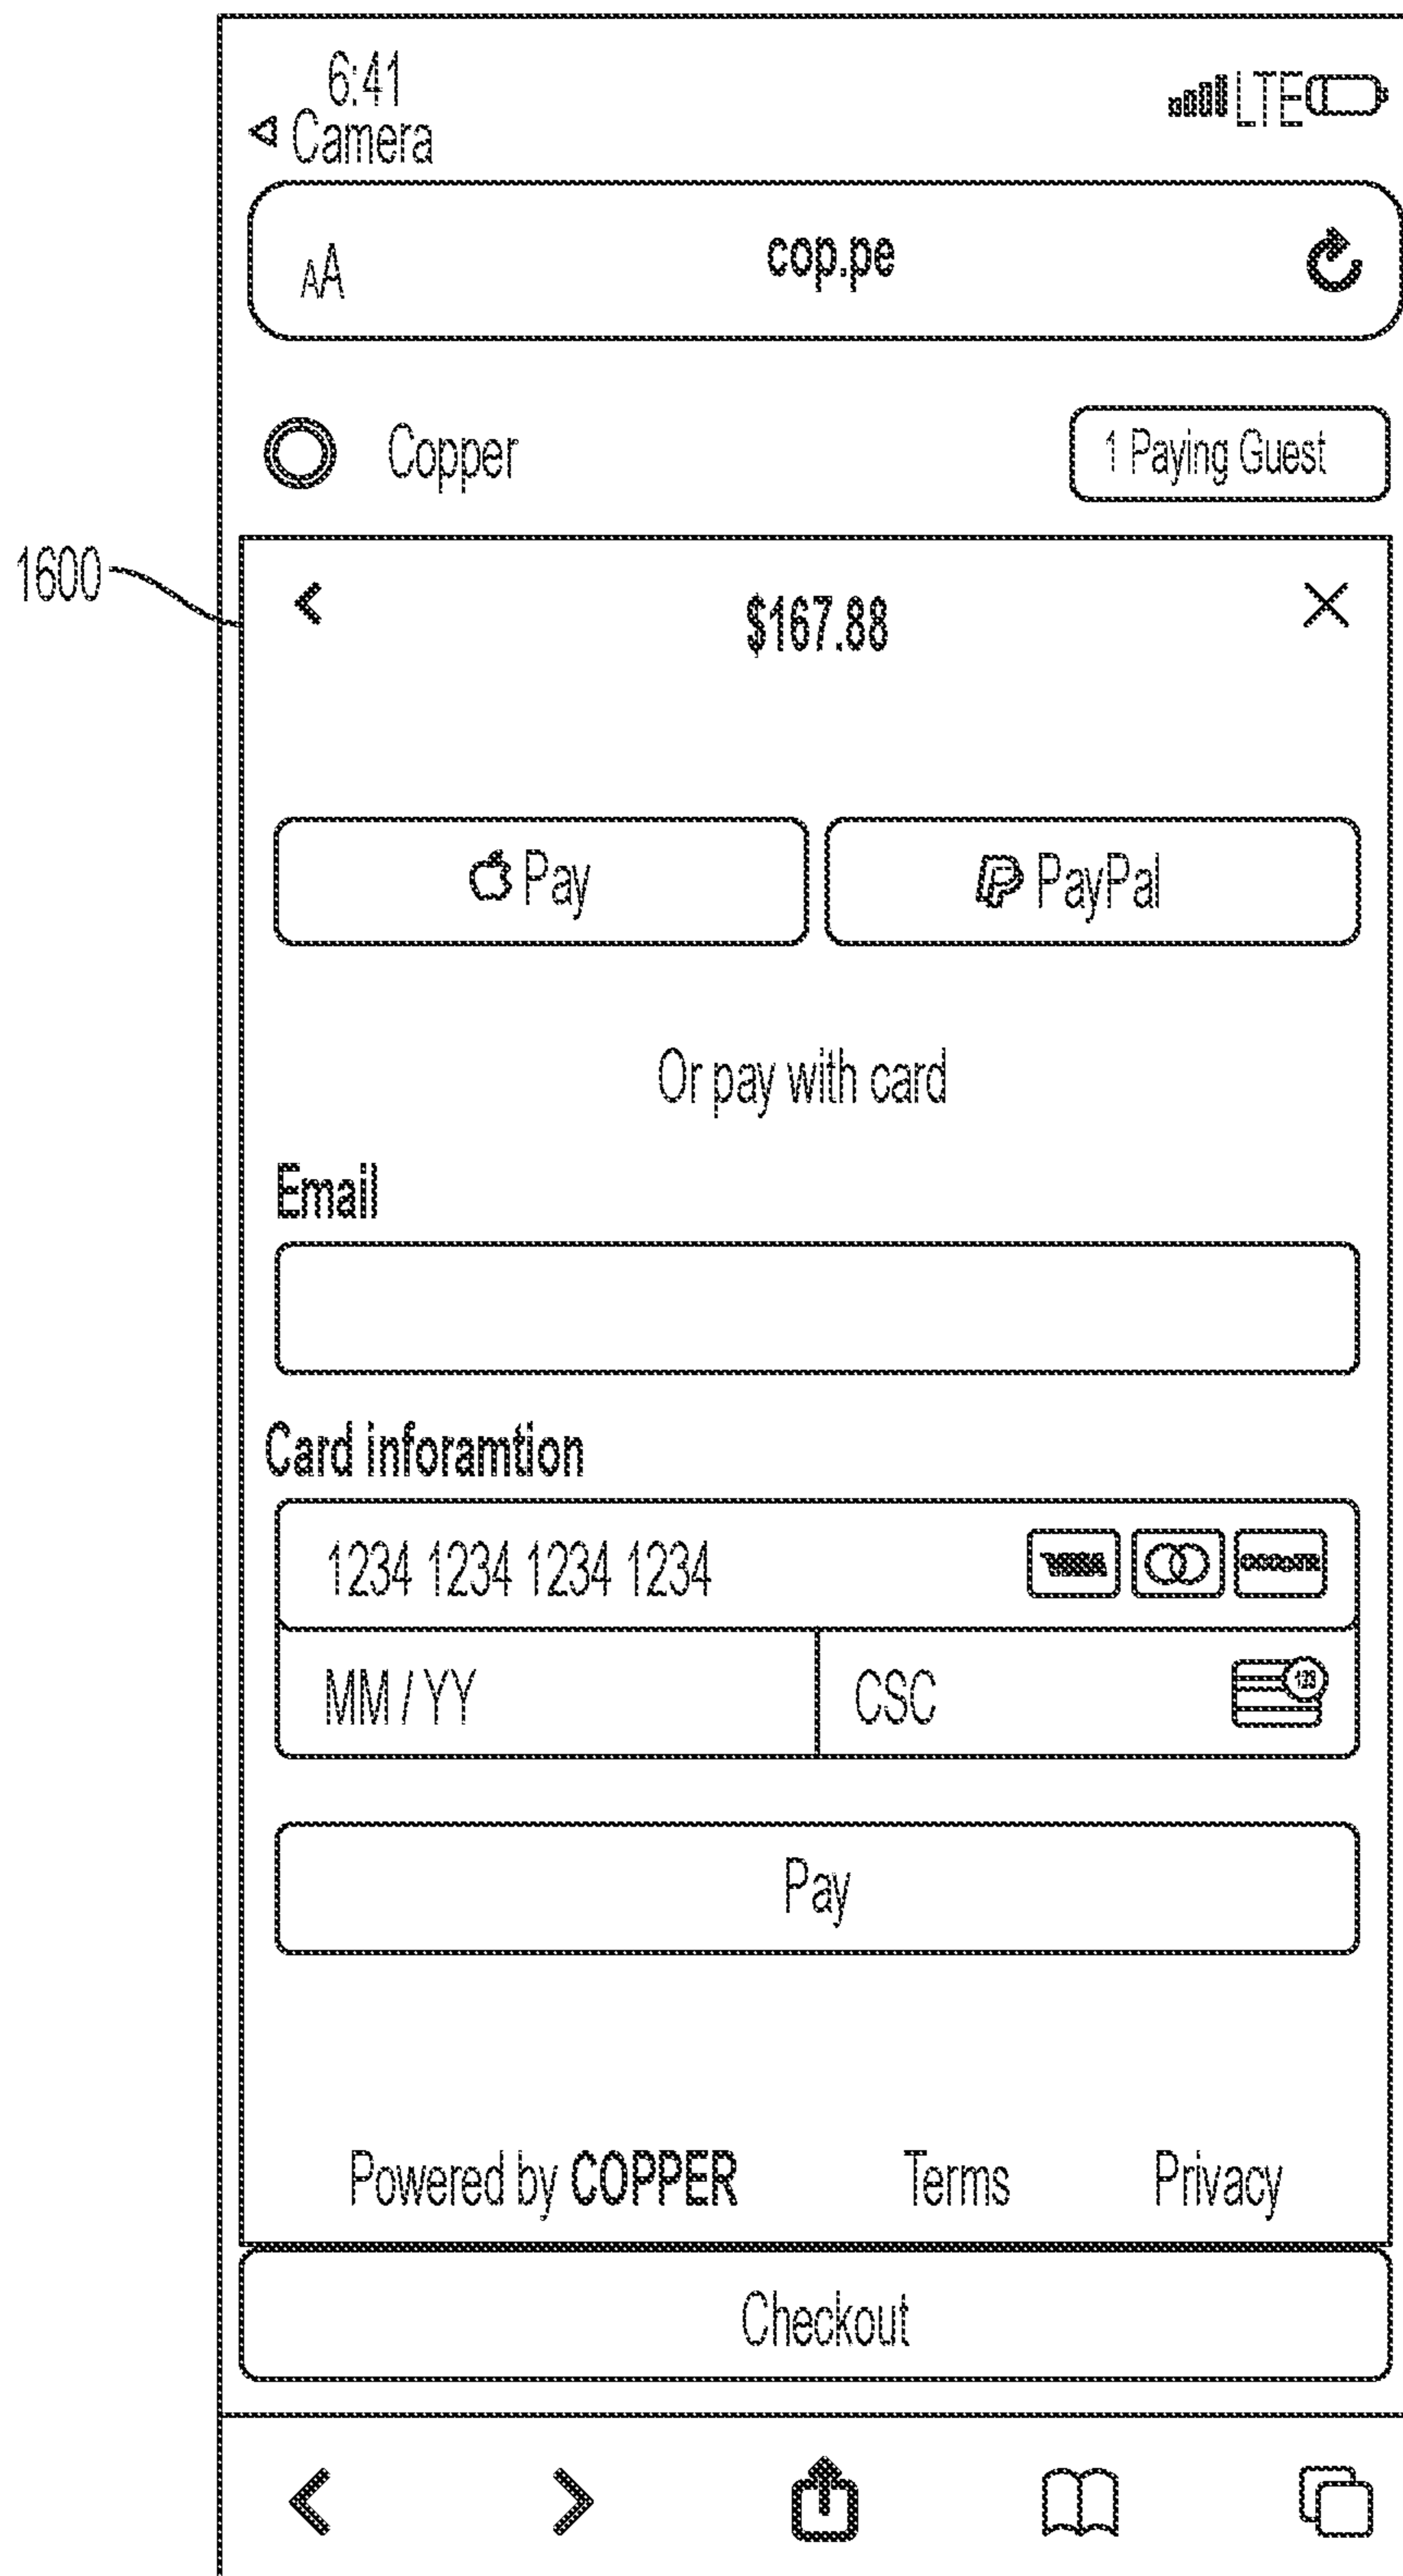 6:41
Camera
LTE
AA
cop.pe
Copper
1 Paying Guest
1600
$167.88
Pay
PayPal
Or pay with card
Email
Card inforamtion
1234 1234 1234 1234
MM / YY
CSC
123
Pay
Powered by COPPER
Terms
Privacy
Checkout